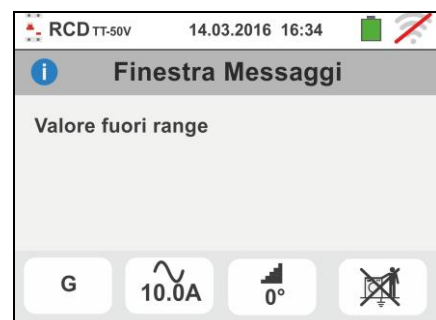 RCD TT-50V 14.03.2016 16:34
i Finestra Messaggi
Valore fuori range
G 10.0A 0°